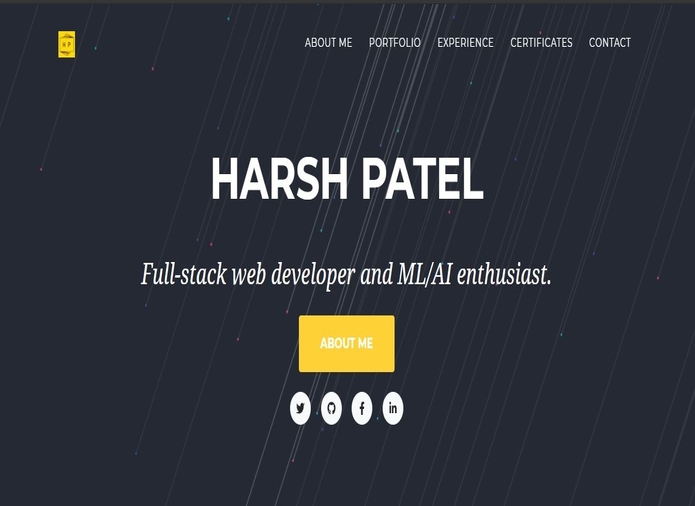 H P
ABOUT ME PORTFOLIO EXPERIENCE CERTIFICATES CONTACT
HARSH PATEL
Full-stack web developer and ML/AI enthusiast.
ABOUT ME